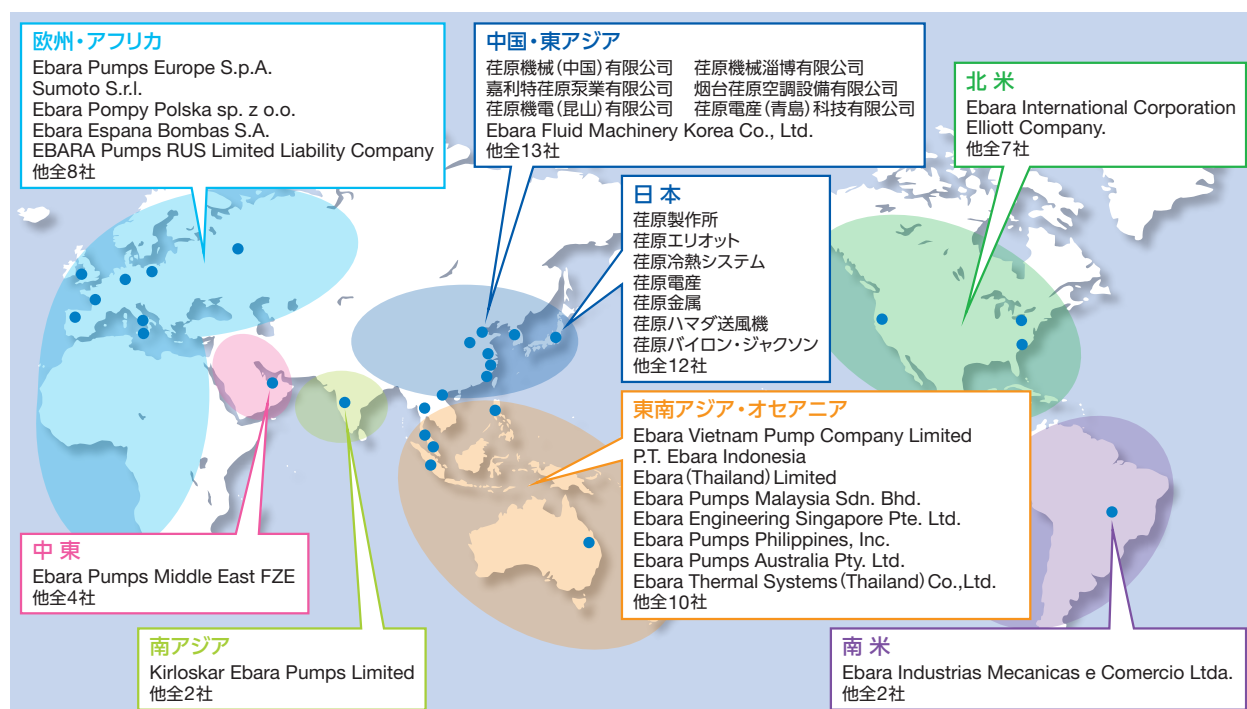 欧州・アフリカ
Ebara Pumps Europe S.p.A.
Sumoto S.r.l.
Ebara Pompy Polska sp. z o.o.
Ebara Espana Bombas S.A.
EBARA Pumps RUS Limited Liability Company
他全8社
中国・東アジア
荏原機械(中国)有限公司 荏原機械淄博有限公司
嘉利特荏原泵業有限公司 烟台荏原空調設備有限公司
荏原機電(昆山)有限公司 荏原電産(青島)科技有限公司
Ebara Fluid Machinery Korea Co., Ltd.
他全13社
北 米
Ebara International Corporation
Elliott Company.
他全7社
日 本
荏原製作所
荏原エリオット
荏原冷熱システム
荏原電産
荏原金属
荏原ハマダ送風機
荏原バイロン・ジャクソン
他全12社
東南アジア・オセアニア
Ebara Vietnam Pump Company Limited
P.T. Ebara Indonesia
Ebara(Thailand)Limited
Ebara Pumps Malaysia Sdn. Bhd.
Ebara Engineering Singapore Pte. Ltd.
Ebara Pumps Philippines, Inc.
Ebara Pumps Australia Pty. Ltd.
Ebara Thermal Systems(Thailand)Co.,Ltd.
他全10社
中 東
Ebara Pumps Middle East FZE
他全4社
南アジア
Kirloskar Ebara Pumps Limited
他全2社
南 米
Ebara Industrias Mecanicas e Comercio Ltda.
他全2社